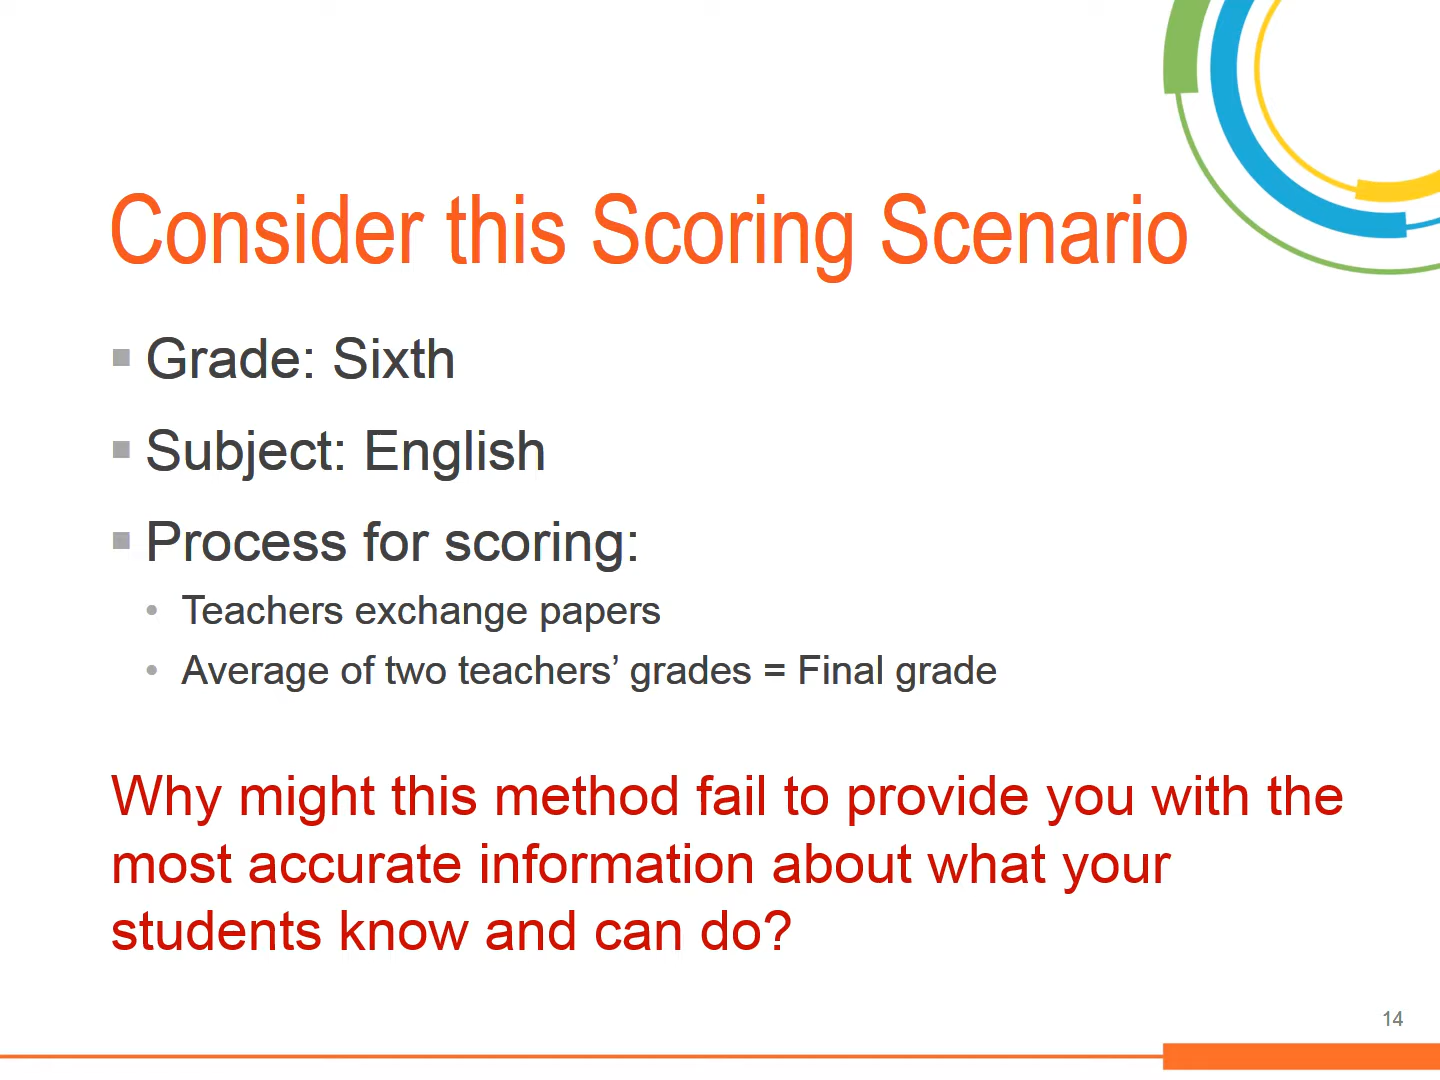 Consider this Scoring Scenario
▪ Grade: Sixth
▪ Subject: English
▪ Process for scoring:
• Teachers exchange papers
• Average of two teachers’ grades = Final grade
Why might this method fail to provide you with the
most accurate information about what your
students know and can do?
14